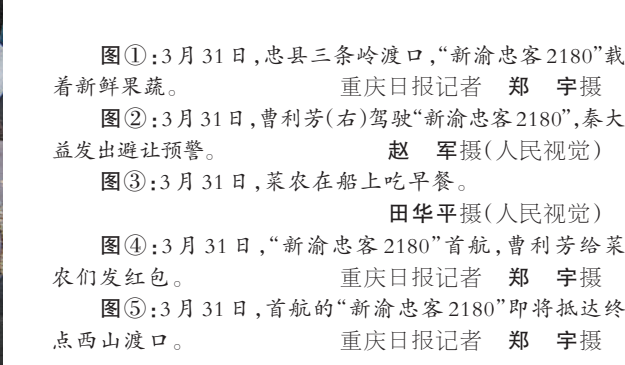 图①:3月31日,忠县三条岭渡口,“新渝忠客2180”载
着新鲜果蔬。 重庆日报记者 郑 宇摄
图②:3月31日,曹利芳(右)驾驶“新渝忠客2180”,秦大
益发出避让预警。 赵 军摄(人民视觉)
图③:3月31日,菜农在船上吃早餐。
田华平摄(人民视觉)
图④:3月31日,“新渝忠客2180”首航,曹利芳给菜
农们发红包。 重庆日报记者 郑 宇摄
图⑤:3月31日,首航的“新渝忠客2180”即将抵达终
点西山渡口。 重庆日报记者 郑 宇摄